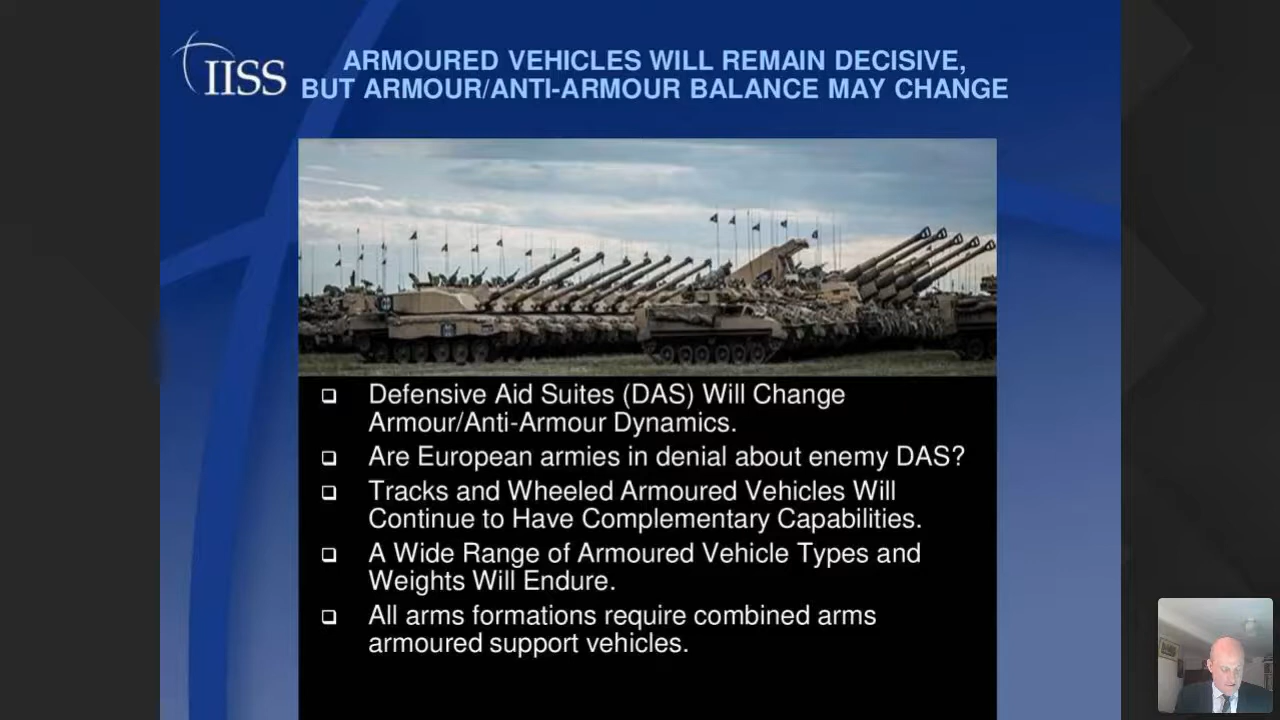 IISS
ARMOURED VEHICLES WILL REMAIN DECISIVE,
BUT ARMOUR/ANTI-ARMOUR BALANCE MAY CHANGE
Defensive Aid Suites (DAS) Will Change
Armour/Anti-Armour Dynamics.
Are European armies in denial about enemy DAS?
Tracks and Wheeled Armoured Vehicles Will
Continue to Have Complementary Capabilities.
A Wide Range of Armoured Vehicle Types and
Weights Will Endure.
All arms formations require combined arms
armoured support vehicles.